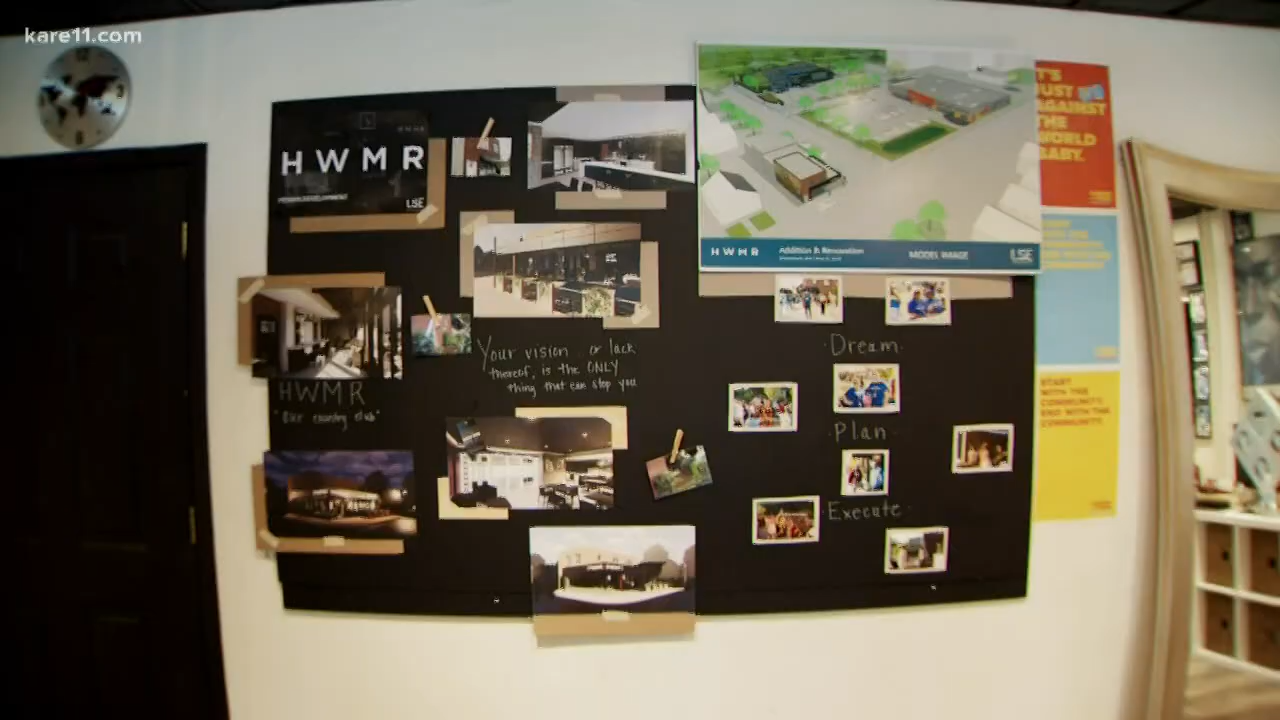 kare11.com
HWMR
LSE
HWMR
Addition & Renovation
MODEL IMAGE
LSE
IT'S
JUST US
AGAINST
THE
WORLD
BABY.
START
WITH THE
COMMUNITY.
END WITH THE
COMMUNITY.
Your vision or lack
thereof, is the ONLY
thing that can stop you
HWMR
"Our country club"
Dream
Plan
Execute